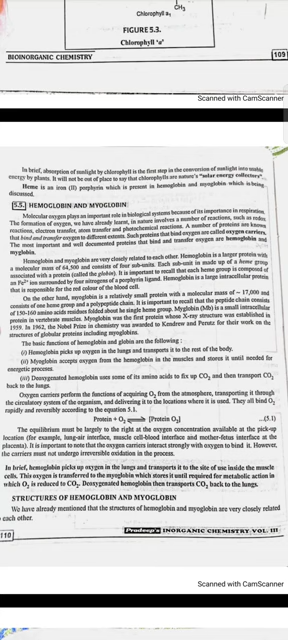 CH3
Chlorophyll a1
FIGURE 5.3.
Chlorophyll 'a'
BIOINORGANIC CHEMISTRY
109
Scanned with CamScanner
In brief, absorption of sunlight by chlorophyll is the first step in the conversion of sunlight into usable
energy by plants. It will not be out of place to say that chlorophylls are nature's "solar energy collectors".
Heme is an iron (II) porphyrin which is present in hemoglobin and myoglobin which is being
discussed.
5.5. HEMOGLOBIN AND MYOGLOBIN
Molecular oxygen plays an important role in biological systems because of its importance in respiration.
The formation of oxygen, we have already learnt, in nature involves a number of reactions, such as redox
reactions, electron transfer, atom transfer and photochemical reactions. A number of proteins are known
that bind and transfer oxygen to different extents. Such proteins that bind oxygen are called oxygen carriers.
The most important and well documented proteins that bind and transfer oxygen are hemoglobin and
myoglobin.
Hemoglobin and myoglobin are very closely related to each other. Hemoglobin is a larger protein with
a molecular mass of 64,500 and consists of four sub-units. Each sub-unit in made up of a heme group
associated with a protein (called the globin). It is important to recall that each heme group is composed of
an Fe2+ ion surrounded by four nitrogens of a porphyrin ligand. Hemoglobin is a large intracellular protein
that is responsible for the red colour of the blood cell.
On the other hand, myoglobin is a relatively small protein with a molecular mass of ~ 17,000 and
consists of one heme group and a polypeptide chain. It is important to recall that the peptide chain consists
of 150-160 amino acids residues folded about he single heme group. Myglobin (Mb) is a small intracellular
protein in vertebrate muscles. Myoglobin was the first protein whose X-ray structure was established in
1959. In 1962, the Nobel Prize in chemistry was awarded to Kendrew and Perutz for their work on the
structures of globular proteins including myoglobins.
The basic functions of hemoglobin and globin are the following :
(i) Hemoglobin picks up oxygen in the lungs and transports it to the rest of the body.
(ii) Myoglobin accepts oxygen from the hemoglobin in the muscles and stores it until needed for
energetic processes.
(iii) Deoxygenated hemoglobin uses some of its amino acids to fix up CO2 and then transport CO2
back to the lungs.
Oxygen carriers perform the functions of acquiring O2 from the atmosphere, transporting it through
the circulatory system of the organism, and delivering it to the locations where it is used. They all bind O2
rapidly and reversibly according to the equation 5.1.
Protein + O2 ⇌ [Protein O2] ...(5.1)
The equilibrium must be largely to the right at the oxygen concentration available at the pick-up
location (for example, lung-air interface, muscle cell-blood interface and mother-fetus interface at the
placenta). It is important to note that the oxygen carriers interact strongly with oxygen to bind it. However,
the carriers must not undergo irreversible oxidation in the process.
In brief, hemoglobin picks up oxygen in the lungs and transports it to the site of use inside the muscle
cells. This oxygen is transferred to the myoglobin which stores it until required for metabolic action in
which O2 is reduced to CO2. Deoxygenated hemoglobin then transports CO2 back to the lungs.
STRUCTURES OF HEMOGLOBIN AND MYOGLOBIN
We have already mentioned that the structures of hemoglobin and myoglobin are very closely related
o each other.
110
Pradeep's INORGANIC CHEMISTRY VOL. III
Scanned with CamScanner